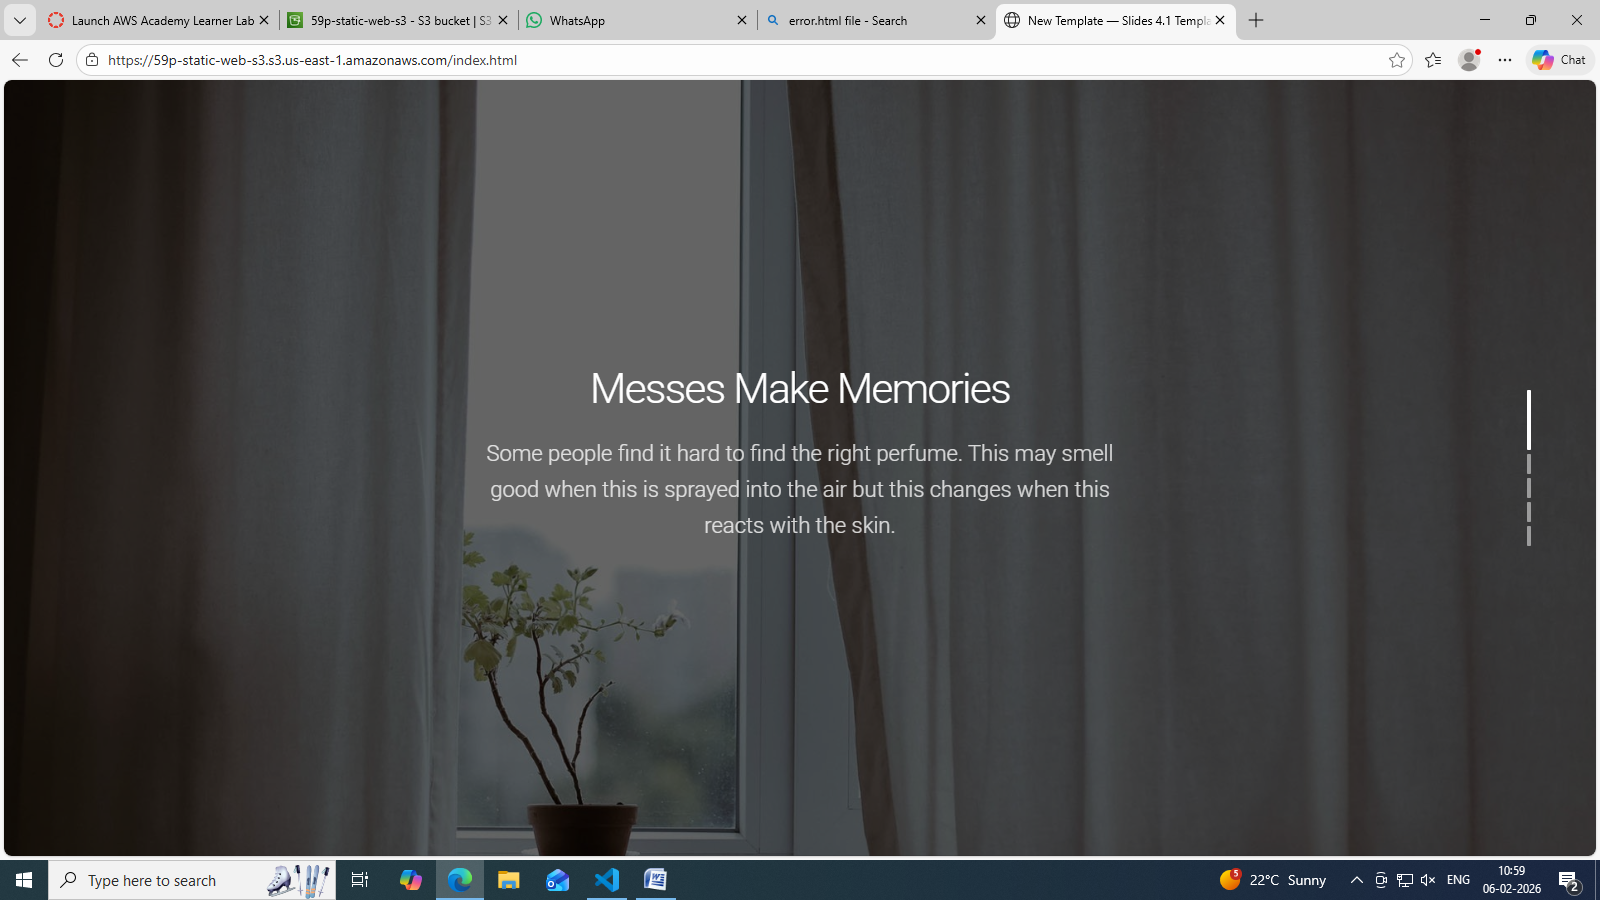 Launch AWS Academy Learner Lab
59p-static-web-s3 - S3 bucket | S3
WhatsApp
error.html file - Search
New Template — Slides 4.1 Templa
https://59p-static-web-s3.s3.us-east-1.amazonaws.com/index.html
Chat
Messes Make Memories
Some people find it hard to find the right perfume. This may smell
good when this is sprayed into the air but this changes when this
reacts with the skin.
Type here to search
5
22°C Sunny
ENG
10:59
06-02-2026
2